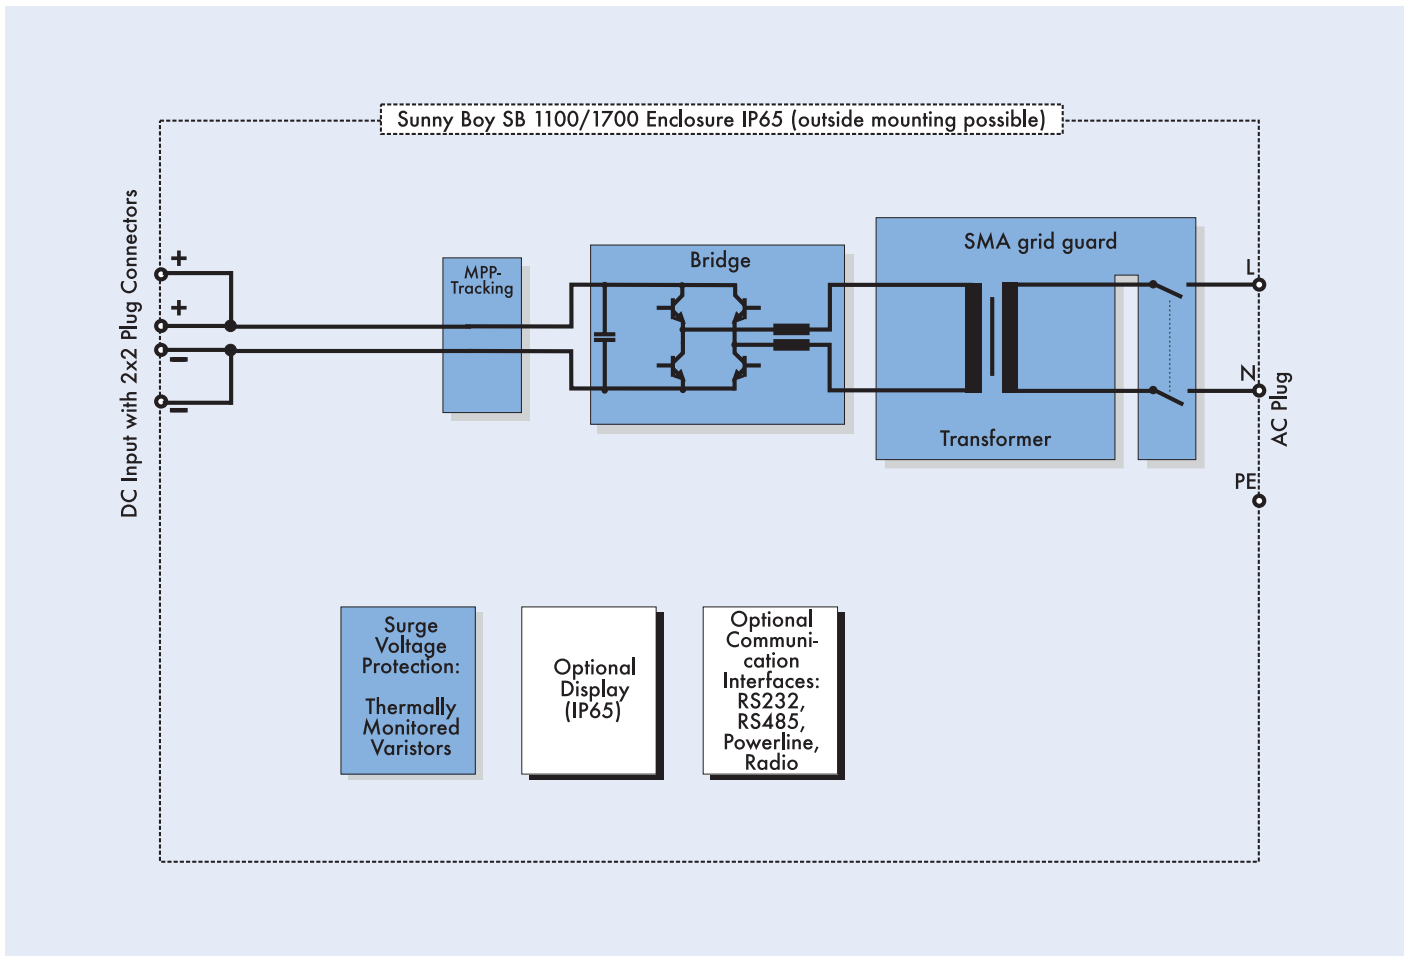 Sunny Boy SB 1100/1700 Enclosure IP65 (outside mounting possible)
DC Input with 2x2 Plug Connectors
+
+
−
−
MPP-
Tracking
Bridge
SMA grid guard
Transformer
L
N
AC Plug
PE
Surge
Voltage
Protection:
Thermally
Monitored
Varistors
Optional
Display
(IP65)
Optional
Communi-
cation
Interfaces:
RS232,
RS485,
Powerline,
Radio